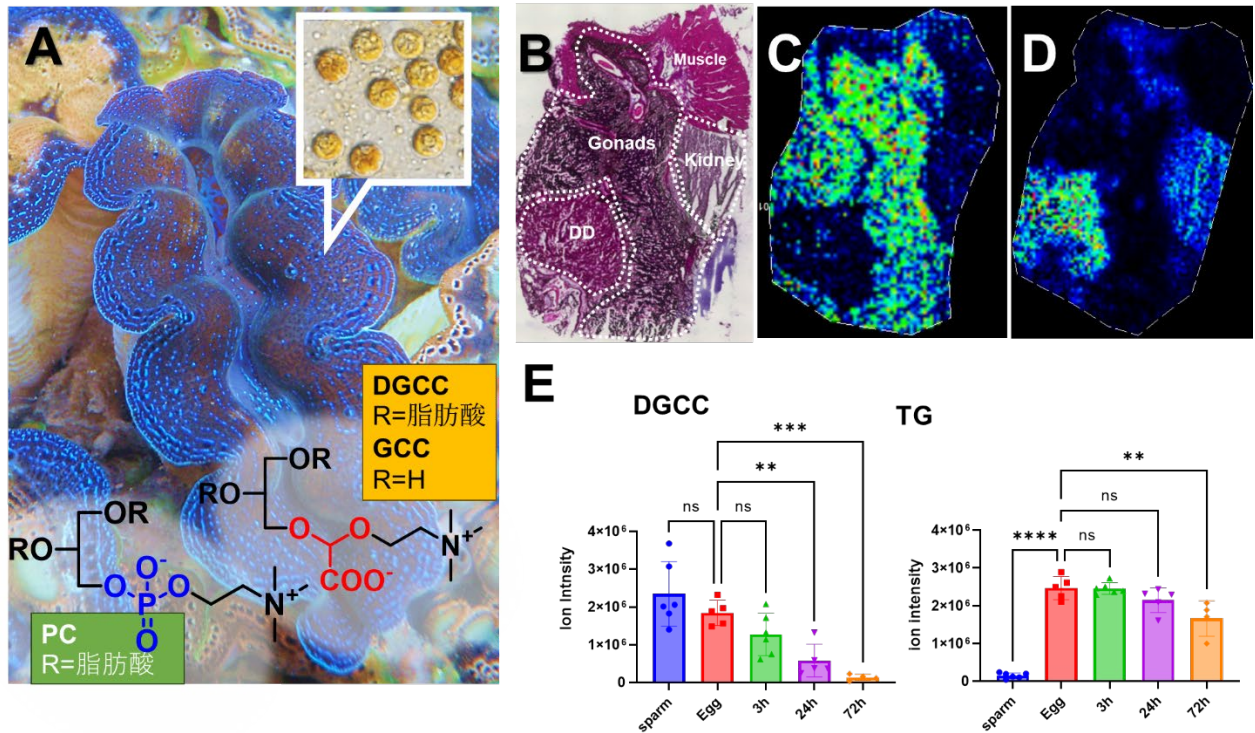 A
DGCC
R=脂肪酸
GCC
R=H
OR
RO
O O
N+
COO-
OR
RO
O-
O P O
O
N+
PC
R=脂肪酸
B
Muscle
Gonads
Kidney
DD
C
01
D
E
DGCC
***
**
ns ns
Ion Intnsity
4×10⁶
3×10⁶
2×10⁶
1×10⁶
0
sparm Egg 3h 24h 72h
TG
**
ns
**** ns
ion intensity
4×10⁶
3×10⁶
2×10⁶
1×10⁶
0
sparm Egg 3h 24h 72h